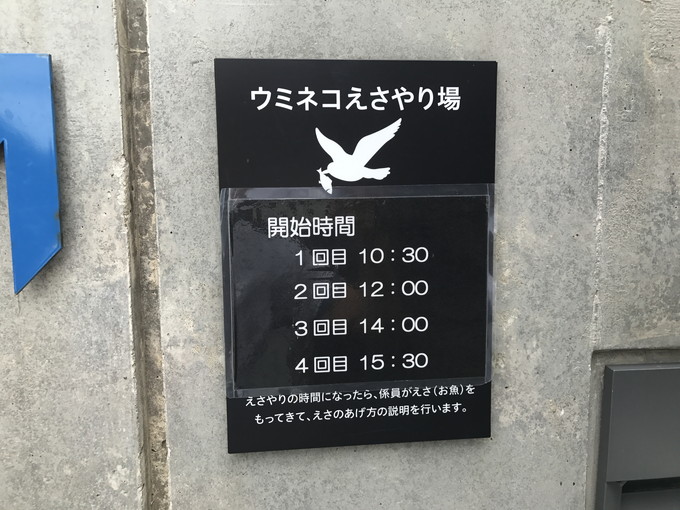 ウミネコえさやり場
開始時間
1回目 10：30
2回目 12：00
3回目 14：00
4回目 15：30
えさやりの時間になったら、係員がえさ（お魚）を
もってきて、えさのあげ方の説明を行います。